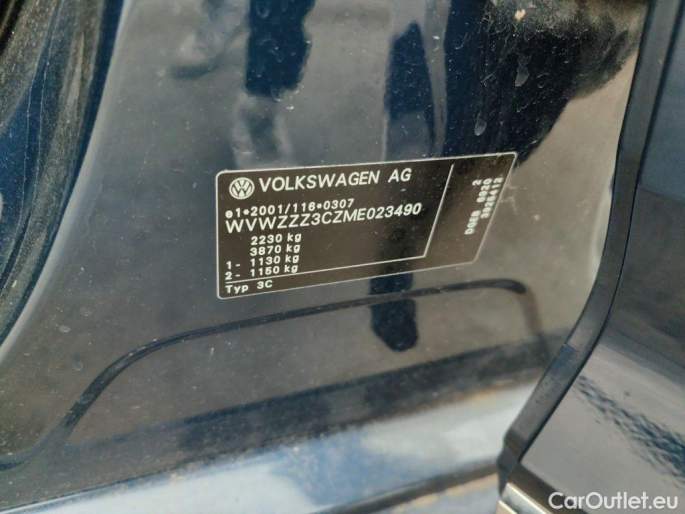 VOLKSWAGEN AG
e1*2001/116*0307
WVWZZZ3CZME023490
2230 kg
3870 kg
1 - 1130 kg
2 - 1150 kg
Typ 3C
2
CarOutlet.eu